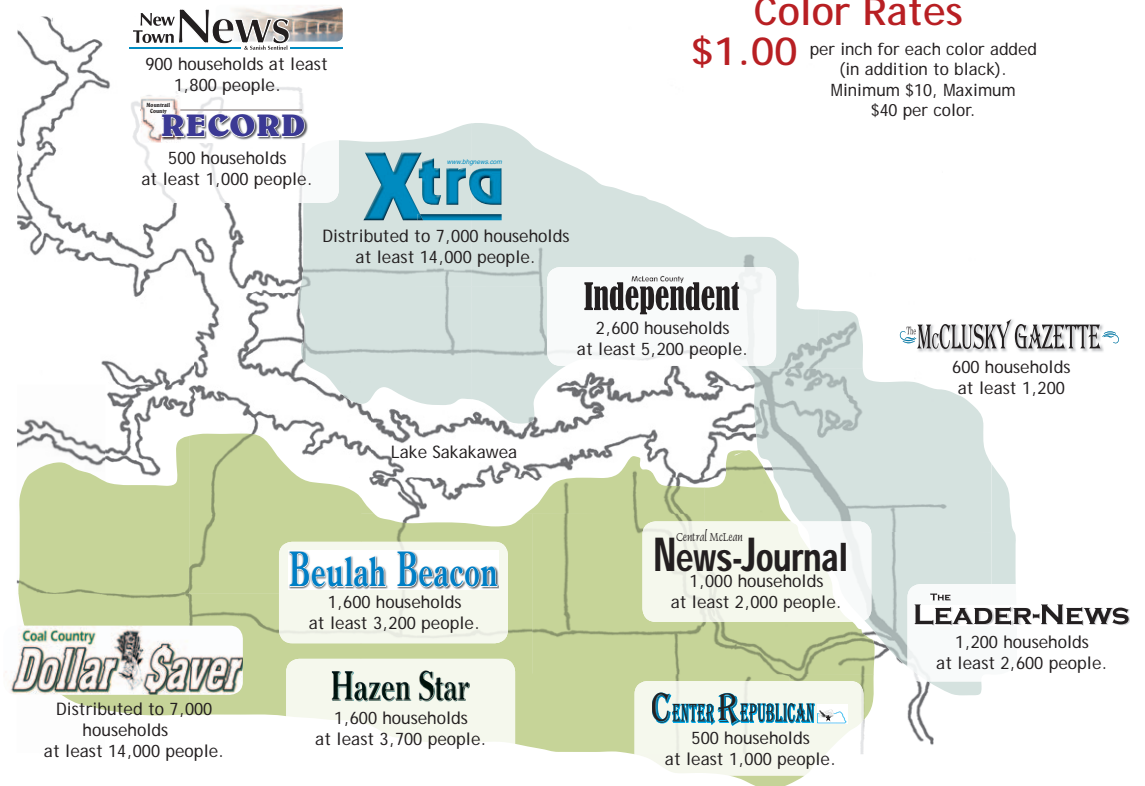 New Town News
& Sanish Sentinel
900 households at least
1,800 people.
Mountrail
County
RECORD
500 households
at least 1,000 people.
Color Rates
$1.00 per inch for each color added
(in addition to black).
Minimum $10, Maximum
$40 per color.
www.bhgnews.com
Xtra
Distributed to 7,000 households
at least 14,000 people.
McLean County
Independent
2,600 households
at least 5,200 people.
The McCLUSKY GAZETTE
600 households
at least 1,200
Lake Sakakawea
Beulah Beacon
1,600 households
at least 3,200 people.
Central McLean
News-Journal
1,000 households
at least 2,000 people.
THE
LEADER-NEWS
1,200 households
at least 2,600 people.
Coal Country
Dollar $aver
Distributed to 7,000
households
at least 14,000 people.
Hazen Star
1,600 households
at least 3,700 people.
CENTER REPUBLICAN
500 households
at least 1,000 people.